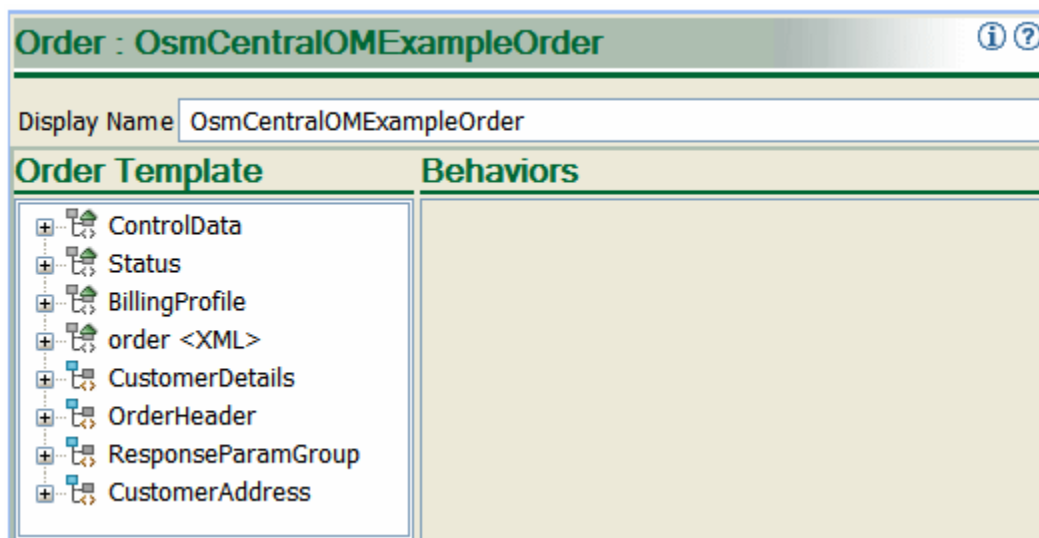 Order : OsmCentralOMExampleOrder
Display Name OsmCentralOMExampleOrder
Order Template Behaviors
ControlData
Status
BillingProfile
order <XML>
CustomerDetails
OrderHeader
ResponseParamGroup
CustomerAddress